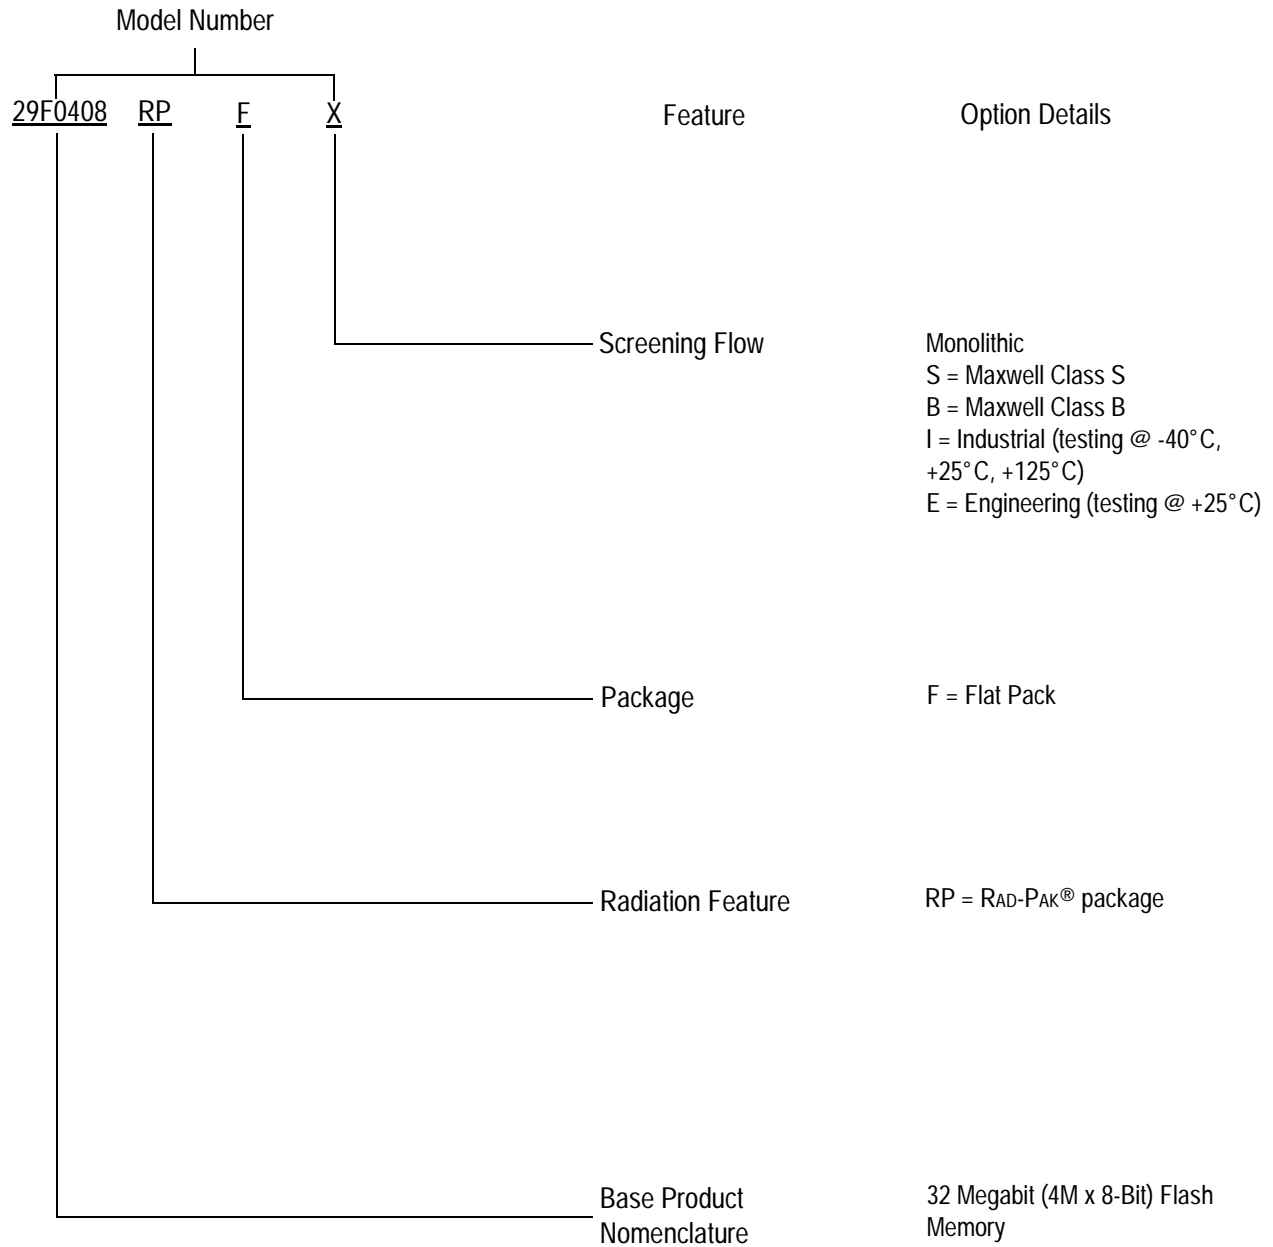 Model Number
29F0408 RP F X
Feature
Option Details
Screening Flow
Monolithic
S = Maxwell Class S
B = Maxwell Class B
I = Industrial (testing @ -40°C,
+25°C, +125°C)
E = Engineering (testing @ +25°C)
Package
F = Flat Pack
Radiation Feature
RP = RAD-PAK® package
Base Product
Nomenclature
32 Megabit (4M x 8-Bit) Flash
Memory